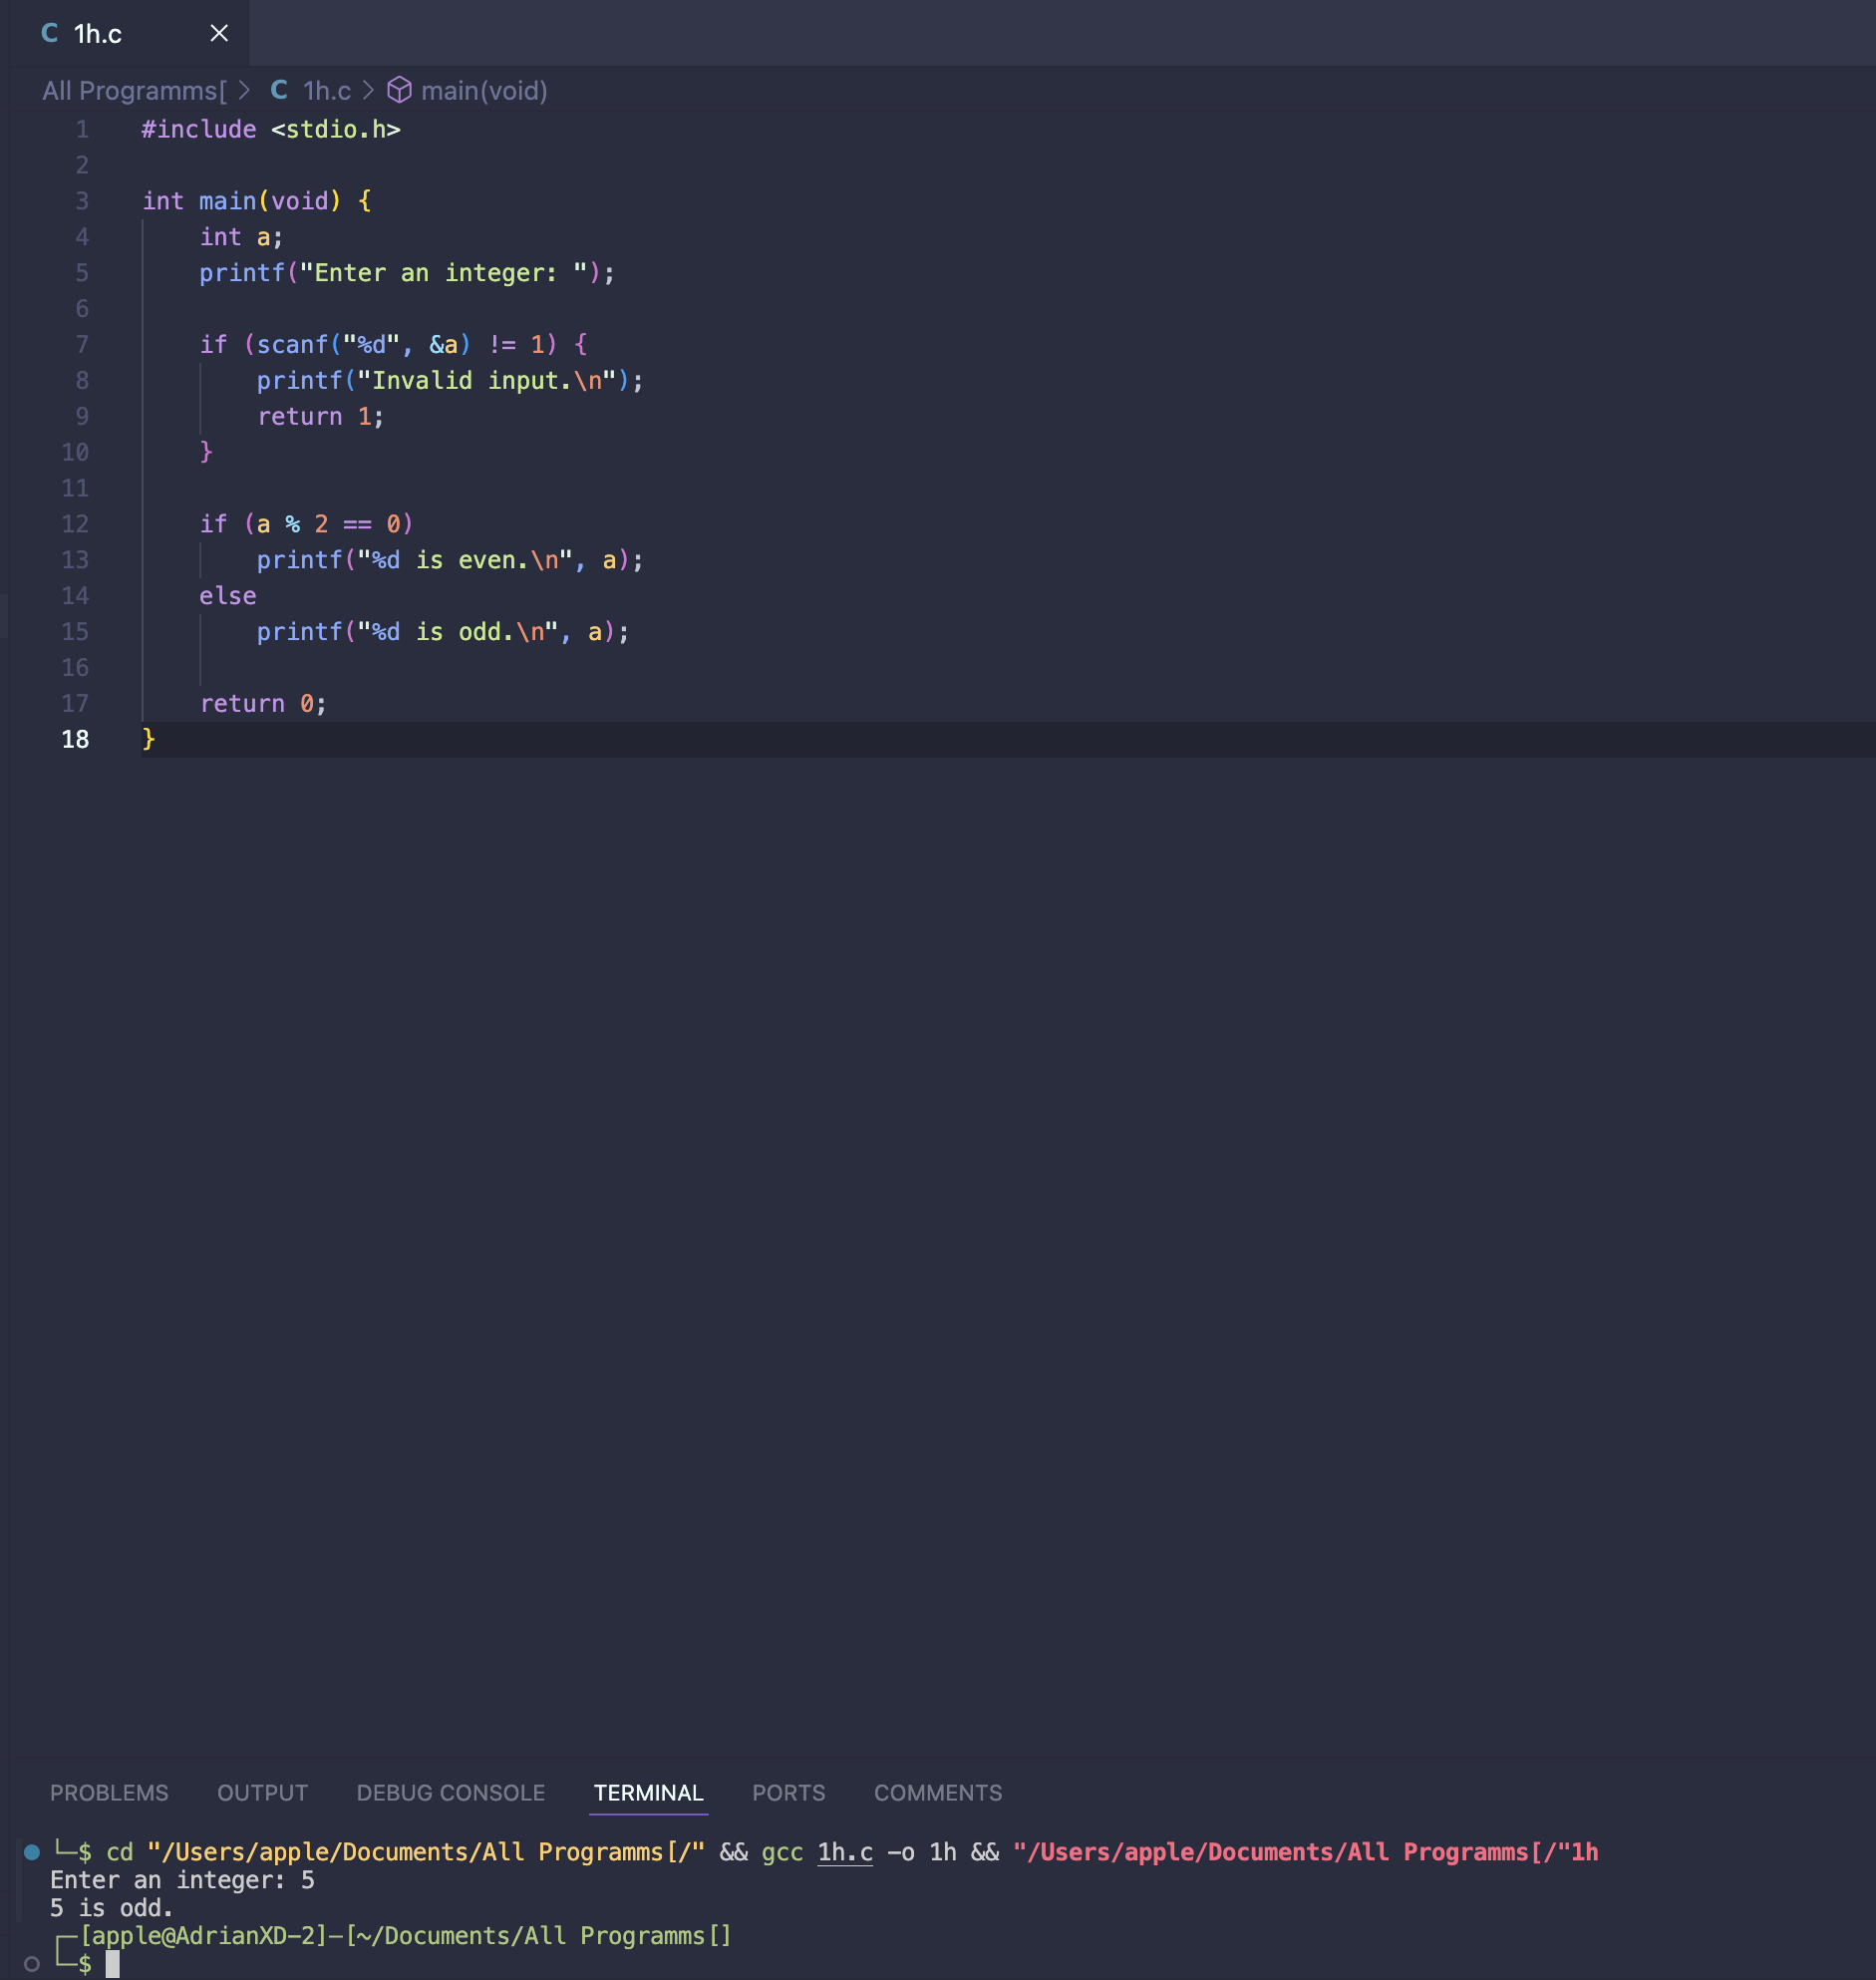 C 1h.c ×
All Programms[ > C 1h.c > main(void)
1 #include <stdio.h>
2
3 int main(void) {
4     int a;
5     printf("Enter an integer: ");
6
7     if (scanf("%d", &a) != 1) {
8         printf("Invalid input.\n");
9         return 1;
10     }
11
12     if (a % 2 == 0)
13         printf("%d is even.\n", a);
14     else
15         printf("%d is odd.\n", a);
16
17     return 0;
18 }
PROBLEMS OUTPUT DEBUG CONSOLE TERMINAL PORTS COMMENTS
└─$ cd "/Users/apple/Documents/All Programms[/" && gcc 1h.c -o 1h && "/Users/apple/Documents/All Programms[/"1h
Enter an integer: 5
5 is odd.
┌─[apple@AdrianXD-2]-[~/Documents/All Programms[]
└─$